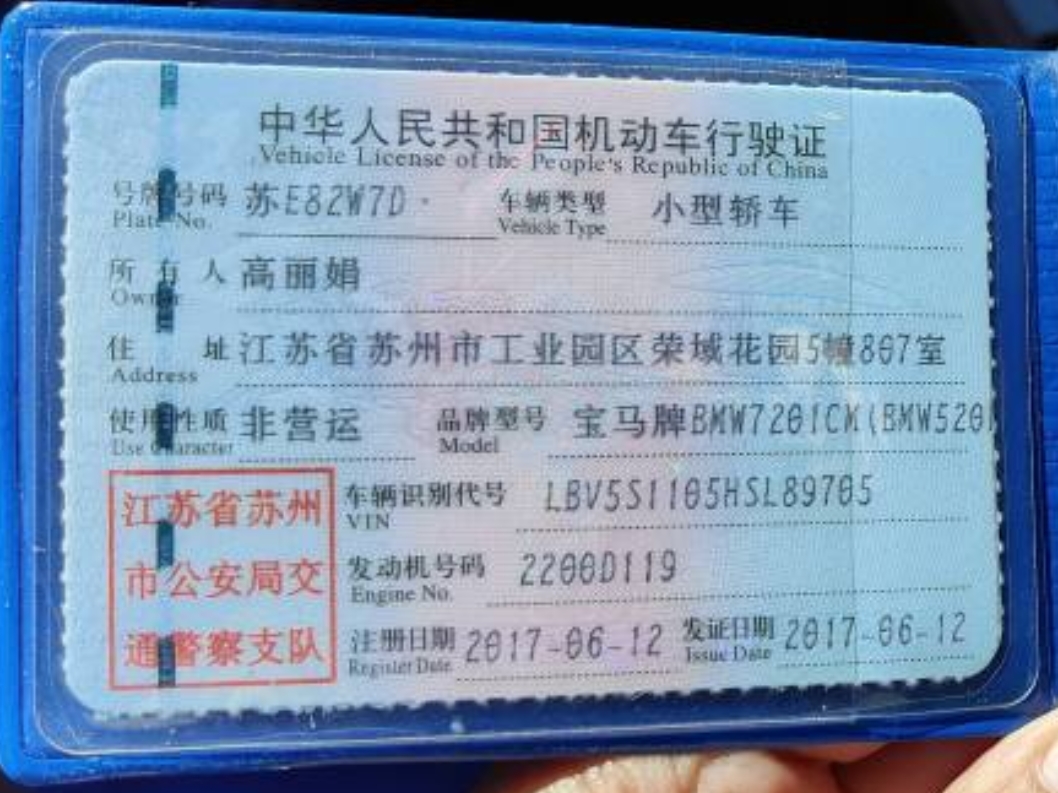 中华人民共和国机动车行驶证
Vehicle License of the People's Republic of China
号牌号码 苏E82W7D 车辆类型 小型轿车
Plate No. Vehicle Type
所有人 高丽娟
Owner
住址 江苏省苏州市工业园区荣域花园5幢807室
Address
使用性质 非营运 品牌型号 宝马牌BMW7201CM(BMW520I
Use Character Model
江苏省苏州 车辆识别代号 LBV5S1105HSL89705
VIN
市公安局交 发动机号码 2200D119
Engine No.
通警察支队 注册日期 2017-06-12 发证日期 2017-06-12
Register Date Issue Date